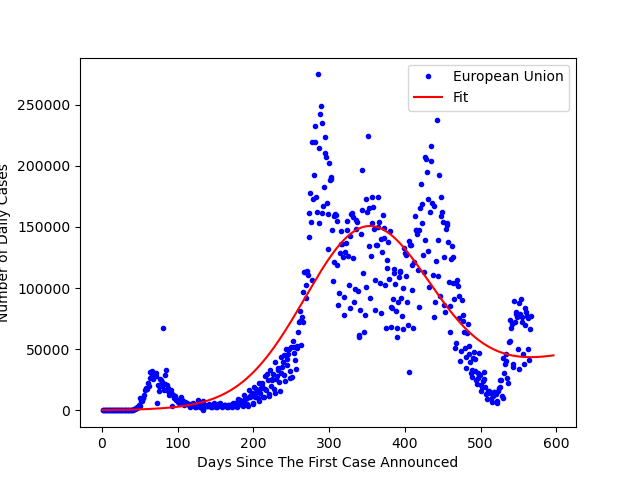 European Union
Fit
250000
200000
150000
100000
50000
0
Number of Daily Cases
0 100 200 300 400 500 600
Days Since The First Case Announced